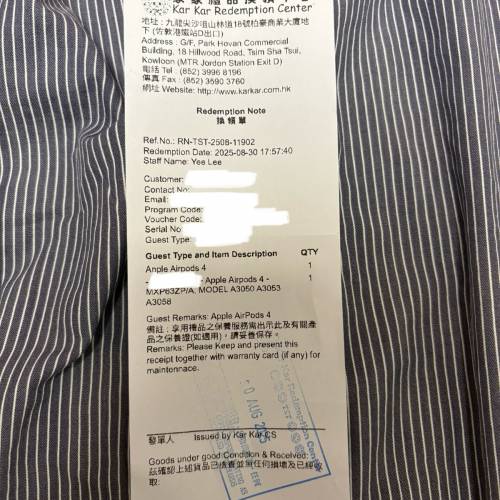 Kar Kar Redemption Center
地址 : 九龍尖沙咀山林道18號柏豪商業大廈地
下 (佐敦港鐵站D出口)
Address : G/F, Park Hovan Commercial
Building, 18 Hillwood Road, Tsim Sha Tsui,
Kowloon (MTR Jordon Station Exit D)
電話 Tel : (852) 3996 8196
傳真 Fax : (852) 3590 3760
網址 Website: http://www.karkar.com.hk
Redemption Note
換領單
Ref.No.: RN-TST-2508-11902
Redemption Date: 2025-08-30 17:57:40
Staff Name: Yee Lee
Customer:
Contact No:
Email:
Program Code:
Voucher Code:
Serial No
Guest Type:
Guest Type and Item Description QTY
Apple Airpods 4 1
- - Apple Airpods 4 - 1
MXP63ZP/A, MODEL A3050 A3053
A3058
Guest Remarks: Apple AirPods 4
備註 : 享用禮品之保養服務需出示此及有關產
品之保養證(如適用)，請妥善保存。
Remarks: Please Keep and present this
receipt together with warranty card (if any) for
maintonnace.
Kar Redemption Centre
AUG
發單人 Issued by Kar Kar CS
Goods under good Condition & Received:
茲確認上述貨品已檢查並無任何損壞及已經收
取: